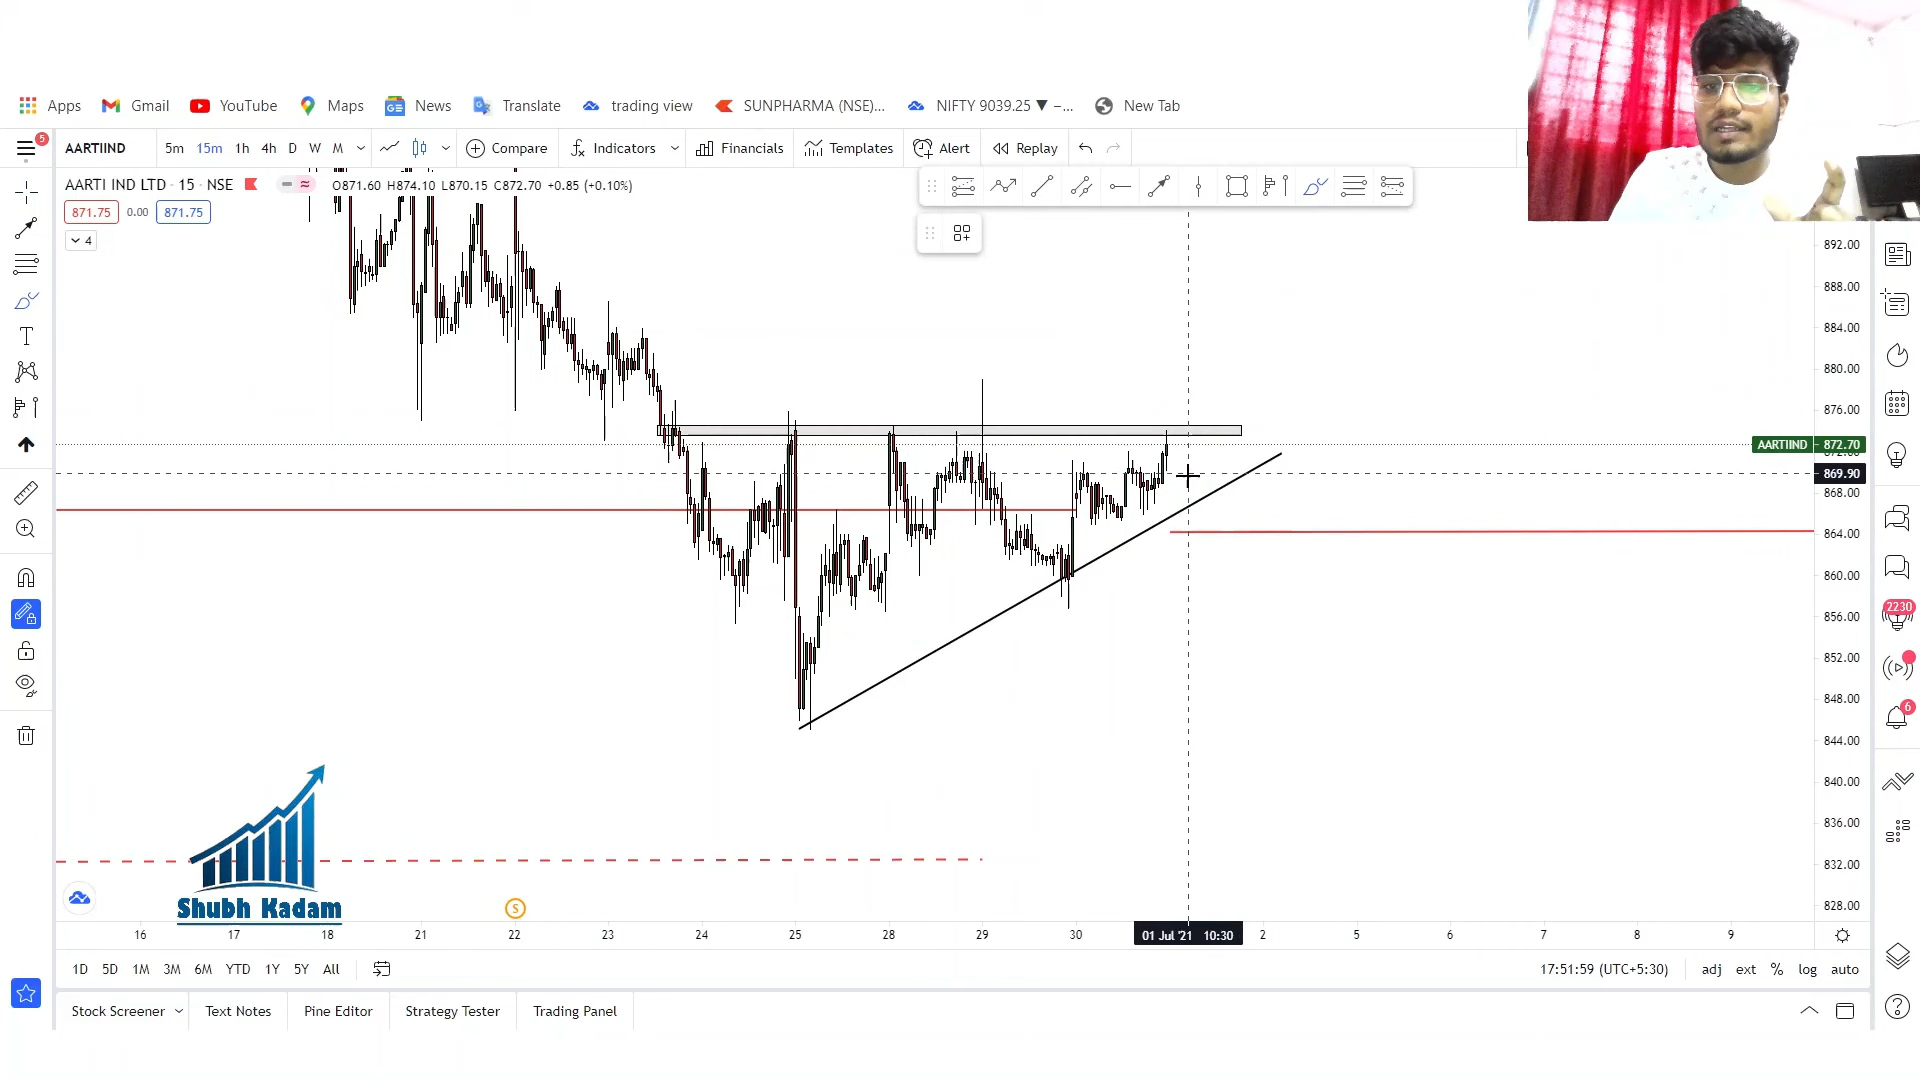 Apps Gmail YouTube Maps News Translate trading view SUNPHARMA (NSE)... NIFTY 9039.25 ▼ −... New Tab
5
AARTIIND 5m 15m 1h 4h D W M Compare Indicators Financials Templates Alert Replay
AARTI IND LTD · 15 · NSE O871.60 H874.10 L870.15 C872.70 +0.85 (+0.10%)
871.75 0.00 871.75
4
892.00
888.00
884.00
880.00
876.00
AARTIIND 872.70
869.90
868.00
864.00
860.00
856.00
852.00
848.00
844.00
840.00
836.00
832.00
828.00
2230
6
Shubh Kadam
S
16 17 18 21 22 23 24 25 28 29 30 01 Jul '21 10:30 2 5 6 7 8 9
1D 5D 1M 3M 6M YTD 1Y 5Y All 17:51:59 (UTC+5:30) adj ext % log auto
Stock Screener Text Notes Pine Editor Strategy Tester Trading Panel